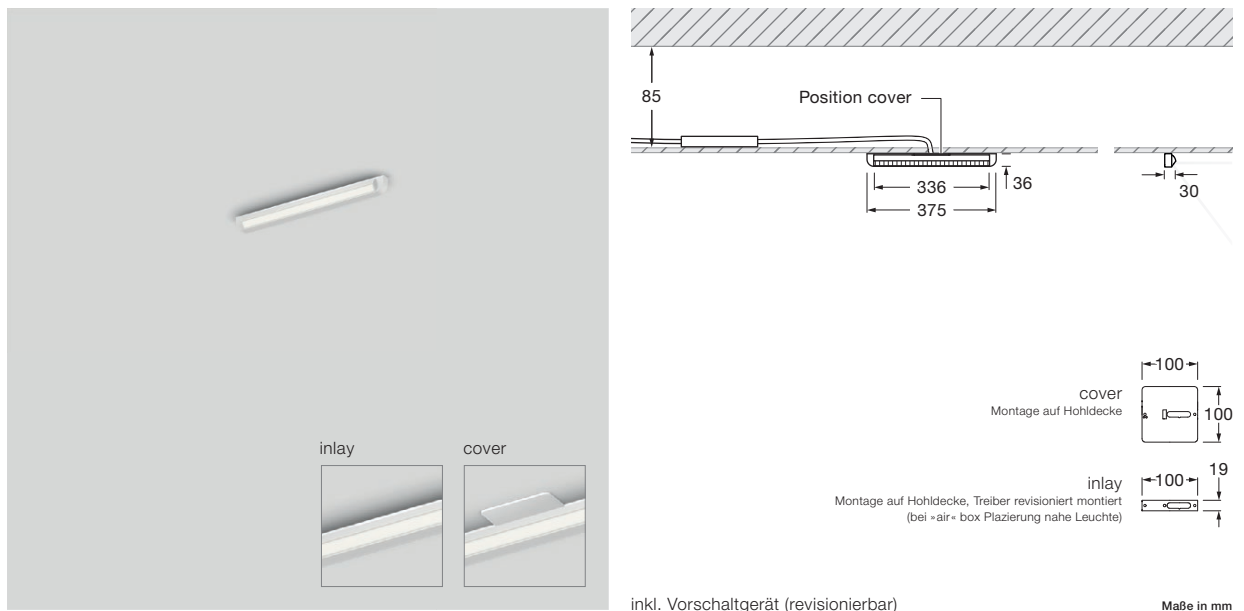 inlay
cover
85
Position cover
336
36
375
30
100
cover
Montage auf Hohldecke
100
19
inlay
100
Montage auf Hohldecke, Treiber revisioniert montiert
(bei »air« box Plazierung nahe Leuchte)
inkl. Vorschaltgerät (revisionierbar)
Maße in mm